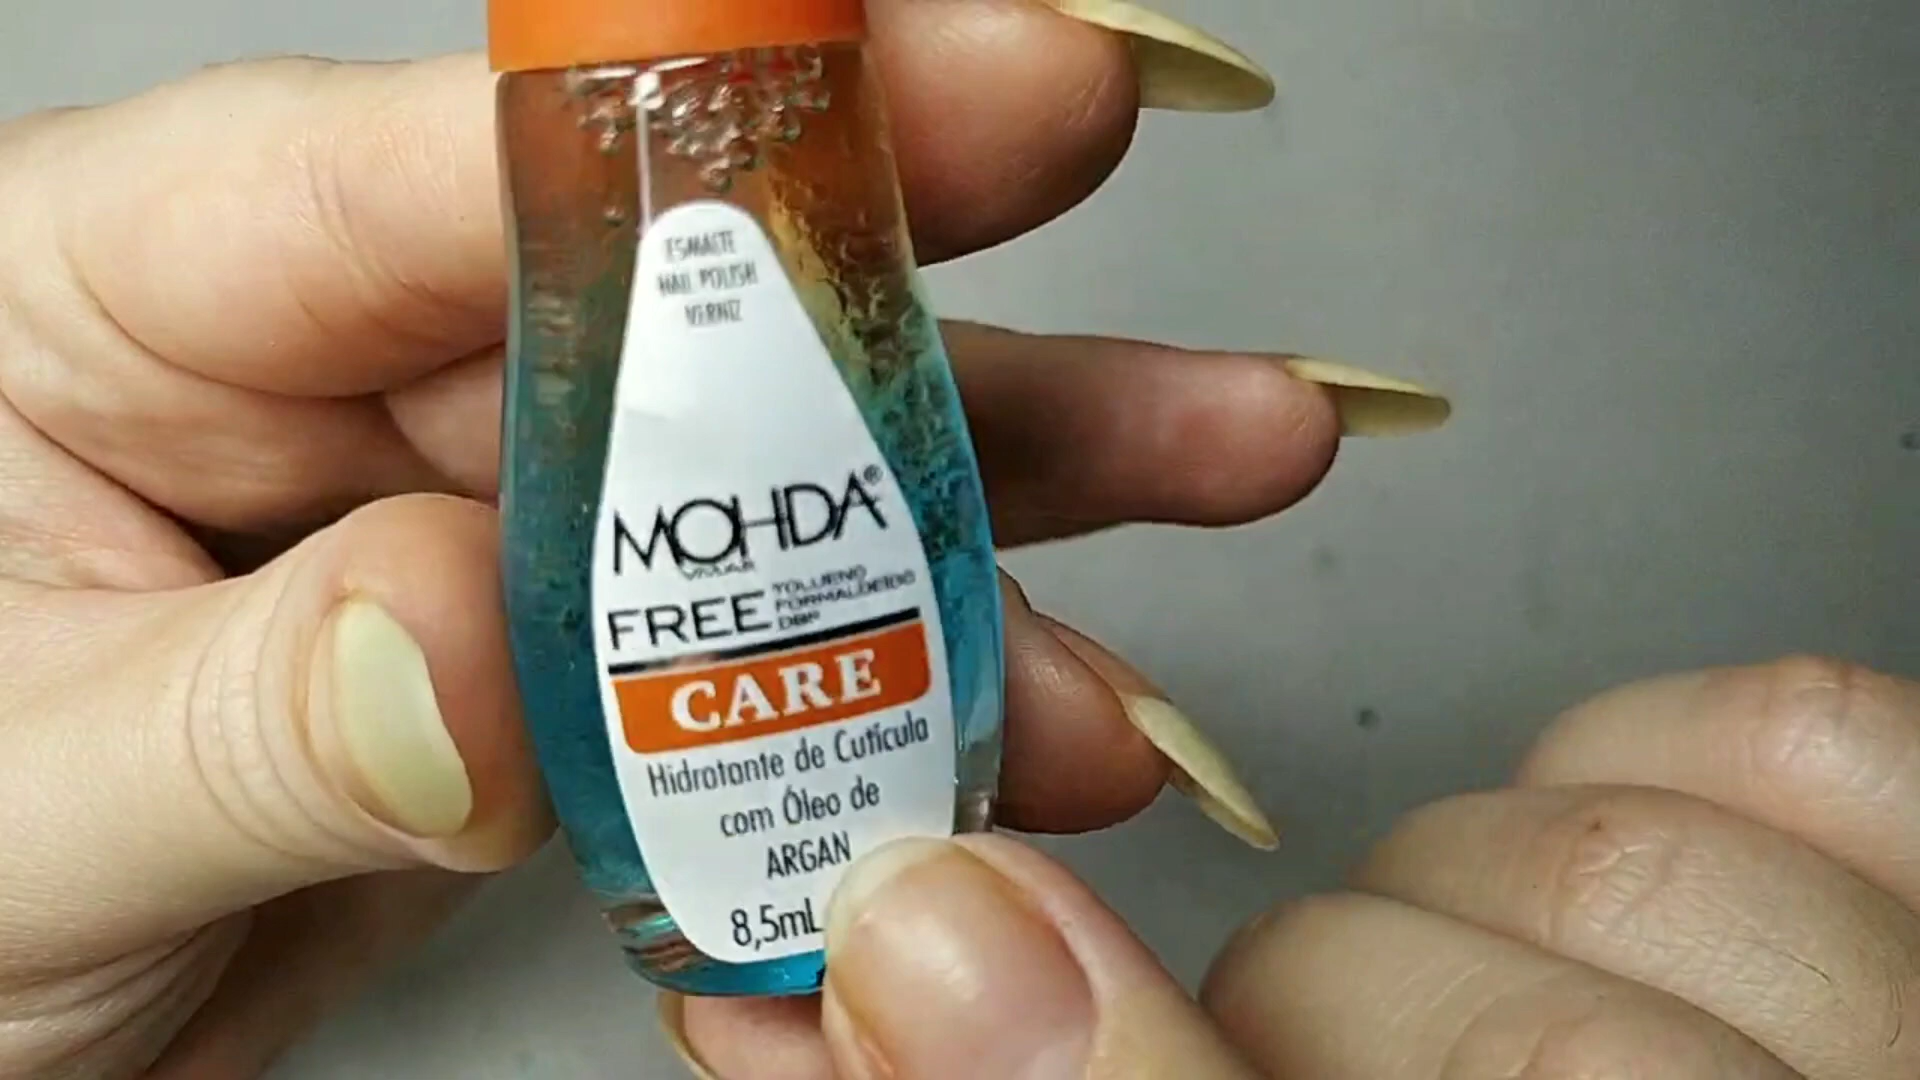 ESMALTE
NAIL POLISH
VERNIZ
MOHDA®
FREE TOLUENO
FORMALDEÍDO
DBP
CARE
Hidratante de Cutícula
com Óleo de
ARGAN
8,5mL